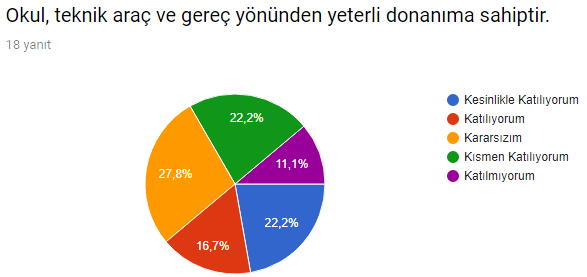 Okul, teknik araç ve gereç yönünden yeterli donanıma sahiptir.
18 yanıt
Kesinlikle Katılıyorum
Katılıyorum
Kararsızım
Kısmen Katılıyorum
Katılmıyorum
22,2%
11,1%
27,8%
22,2%
16,7%